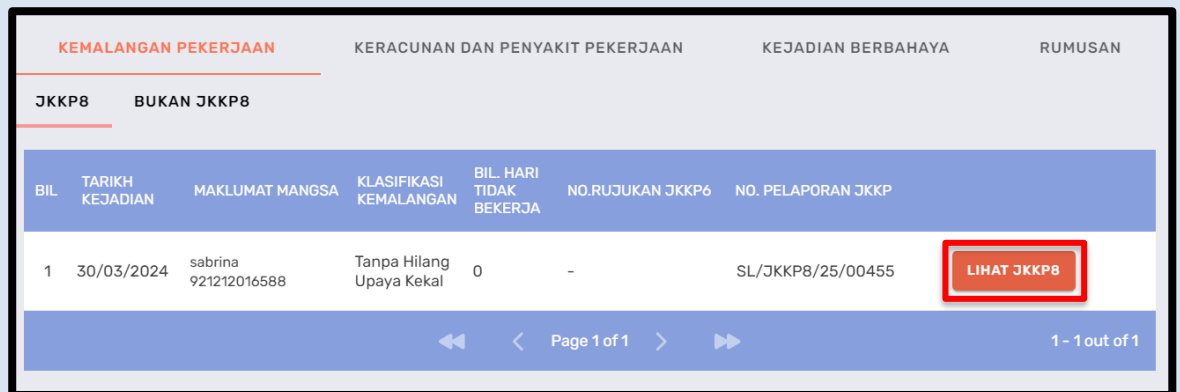 KEMALANGAN PEKERJAAN KERACUNAN DAN PENYAKIT PEKERJAAN KEJADIAN BERBAHAYA RUMUSAN
JKKP8 BUKAN JKKP8
BIL TARIKH KEJADIAN MAKLUMAT MANGSA KLASIFIKASI KEMALANGAN BIL. HARI TIDAK BEKERJA NO.RUJUKAN JKKP6 NO. PELAPORAN JKKP
1 30/03/2024 sabrina 921212016588 Tanpa Hilang Upaya Kekal 0 - SL/JKKP8/25/00455 LIHAT JKKP8
Page 1 of 1 1 - 1 out of 1